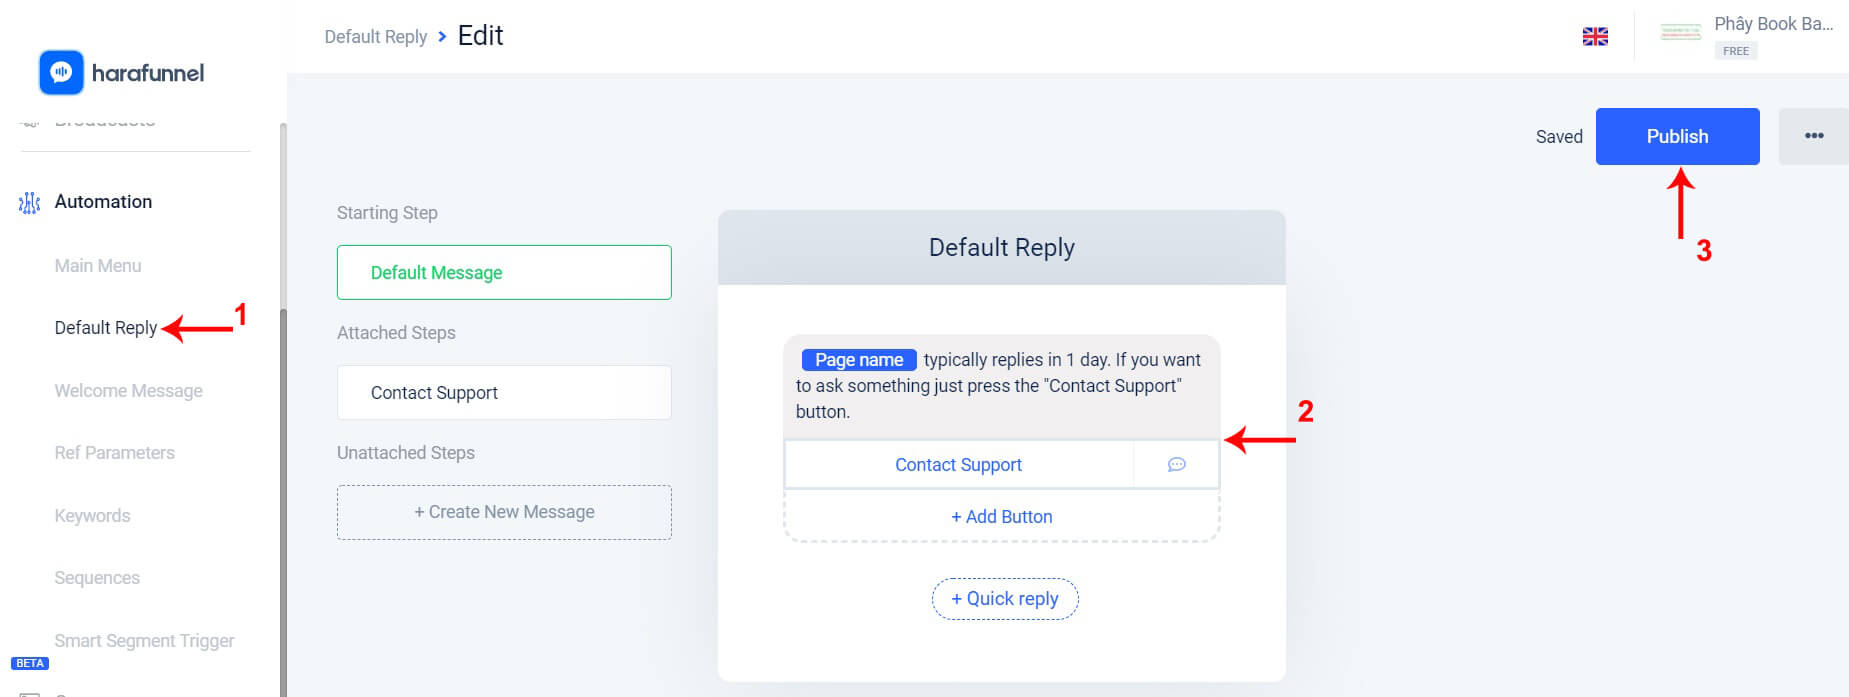 harafunnel
Broadcasts
Automation
Main Menu
Default Reply
1
Welcome Message
Ref Parameters
Keywords
Sequences
Smart Segment Trigger
BETA
Default Reply > Edit
Phây Book Ba...
FREE
Saved
Publish
•••
3
Starting Step
Default Message
Attached Steps
Contact Support
Unattached Steps
+ Create New Message
Default Reply
Page name typically replies in 1 day. If you want
to ask something just press the "Contact Support"
button.
2
Contact Support
+ Add Button
+ Quick reply